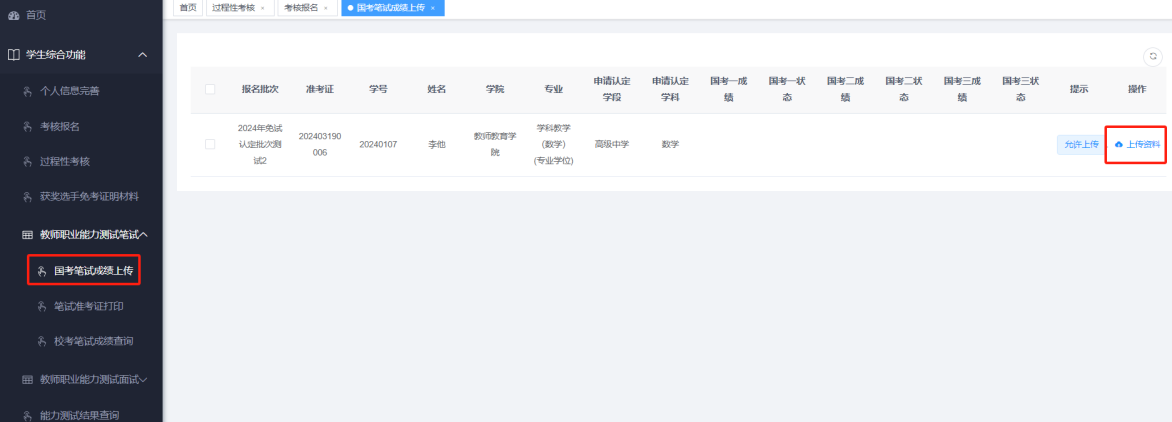 首页
学生综合功能
个人信息完善
考核报名
过程性考核
获奖选手免考证明材料
教师职业能力测试笔试
国考笔试成绩上传
笔试准考证打印
校考笔试成绩查询
教师职业能力测试面试
能力测试结果查询
首页 过程性考核 × 考核报名 × 国考笔试成绩上传 ×
报名批次 准考证 学号 姓名 学院 专业 申请认定 申请认定 国考一成 国考一状 国考二成 国考二状 国考三成 国考三状 提示 操作
学段 学科 绩 态 绩 态 绩 态
2024年免试 学科教学
认定批次测 202403190 20240107 李他 教师教育学 (数学) 高级中学 数学 允许上传 上传资料
试2 006 院 (专业学位)